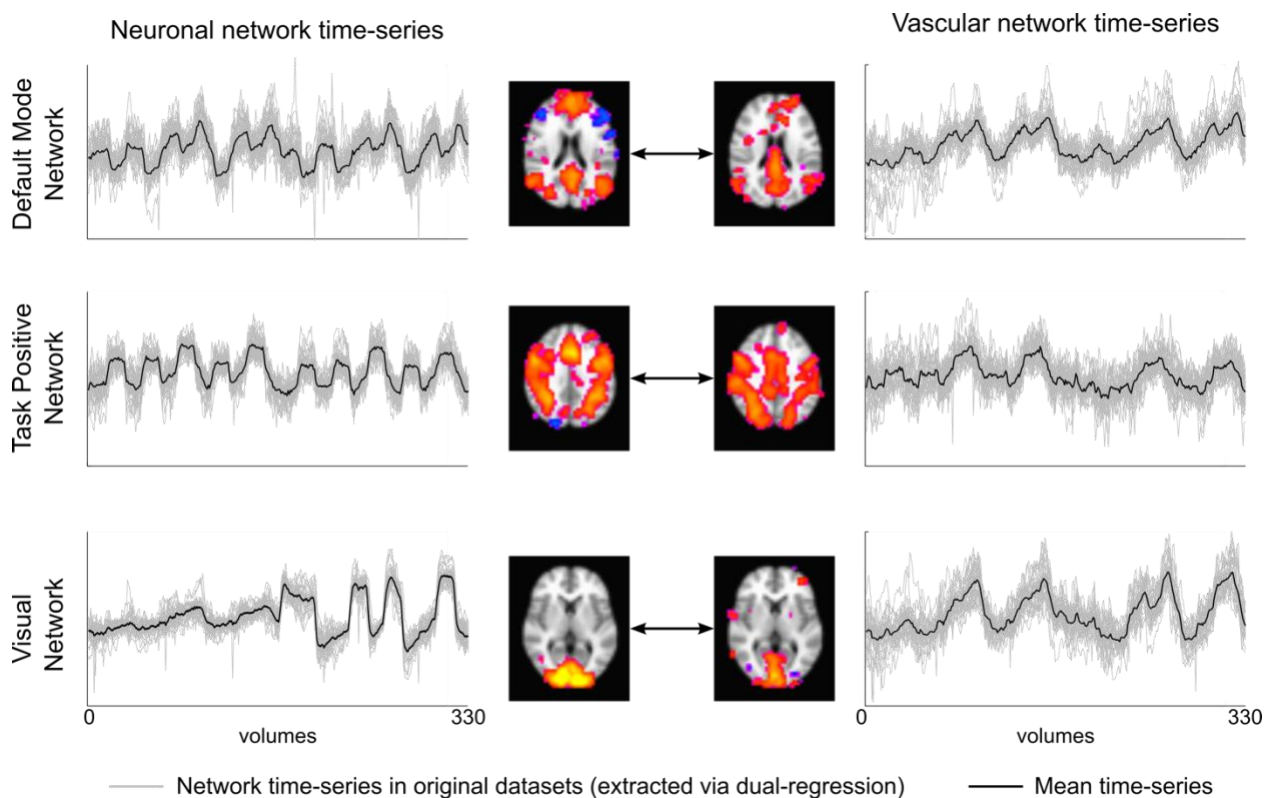 Neuronal network time-series
Vascular network time-series
Default Mode
Network
Task Positive
Network
Visual
Network
0
330
volumes
0
330
volumes
Network time-series in original datasets (extracted via dual-regression)
Mean time-series